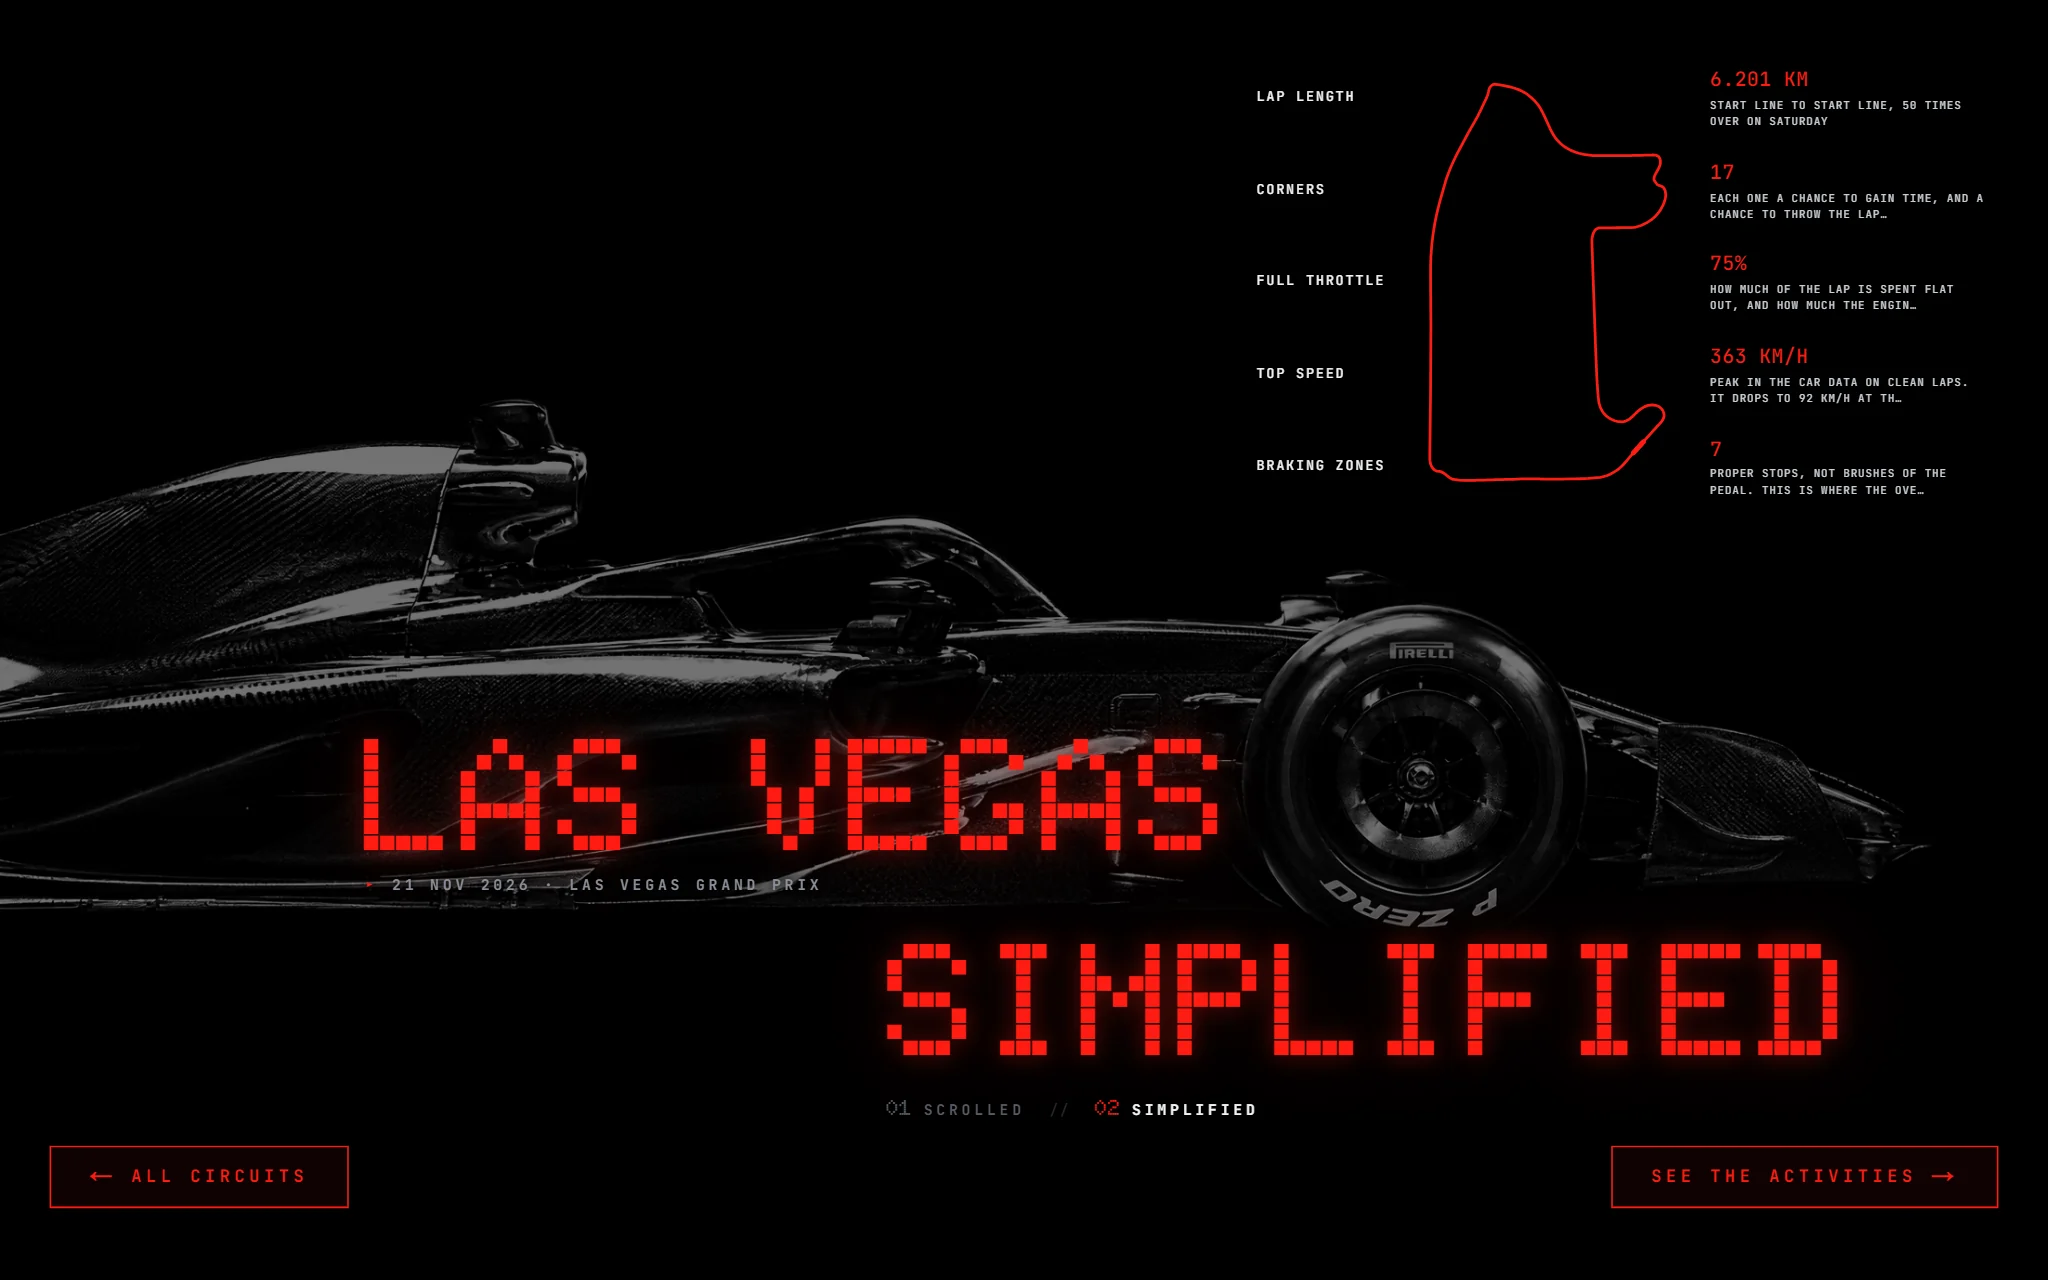 LAP LENGTH
6.201 KM
START LINE TO START LINE, 50 TIMES
OVER ON SATURDAY
CORNERS
17
EACH ONE A CHANCE TO GAIN TIME, AND A
CHANCE TO THROW THE LAP…
FULL THROTTLE
75%
HOW MUCH OF THE LAP IS SPENT FLAT
OUT, AND HOW MUCH THE ENGIN…
TOP SPEED
363 KM/H
PEAK IN THE CAR DATA ON CLEAN LAPS.
IT DROPS TO 92 KM/H AT TH…
BRAKING ZONES
7
PROPER STOPS, NOT BRUSHES OF THE
PEDAL. THIS IS WHERE THE OVE…
PIRELLI
LAS VEGAS
21 NOV 2026 · LAS VEGAS GRAND PRIX
P ZERO
SIMPLIFIED
01 SCROLLED // 02 SIMPLIFIED
← ALL CIRCUITS
SEE THE ACTIVITIES →